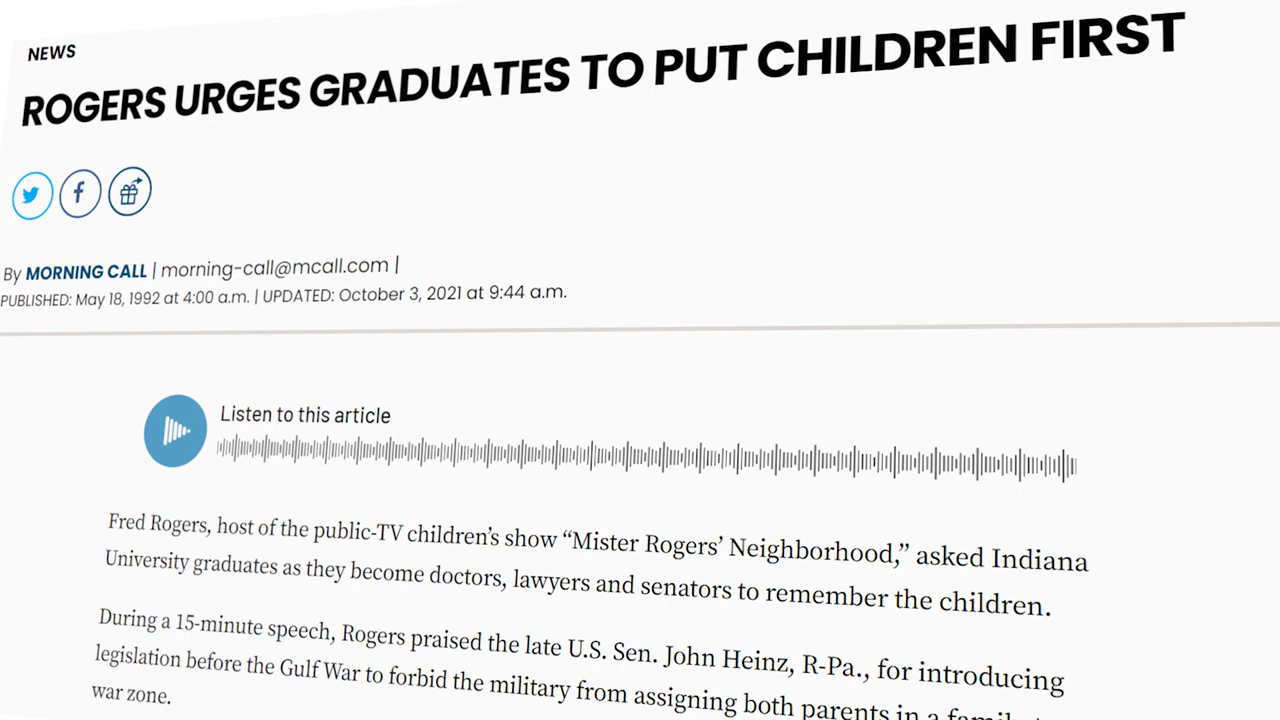 NEWS
ROGERS URGES GRADUATES TO PUT CHILDREN FIRST
By MORNING CALL | morning-call@mcall.com |
PUBLISHED: May 18, 1992 at 4:00 a.m. | UPDATED: October 3, 2021 at 9:44 a.m.
Listen to this article
Fred Rogers, host of the public-TV children’s show “Mister Rogers’ Neighborhood,” asked Indiana
University graduates as they become doctors, lawyers and senators to remember the children.
During a 15-minute speech, Rogers praised the late U.S. Sen. John Heinz, R-Pa., for introducing
legislation before the Gulf War to forbid the military from assigning both parents in a
war zone.